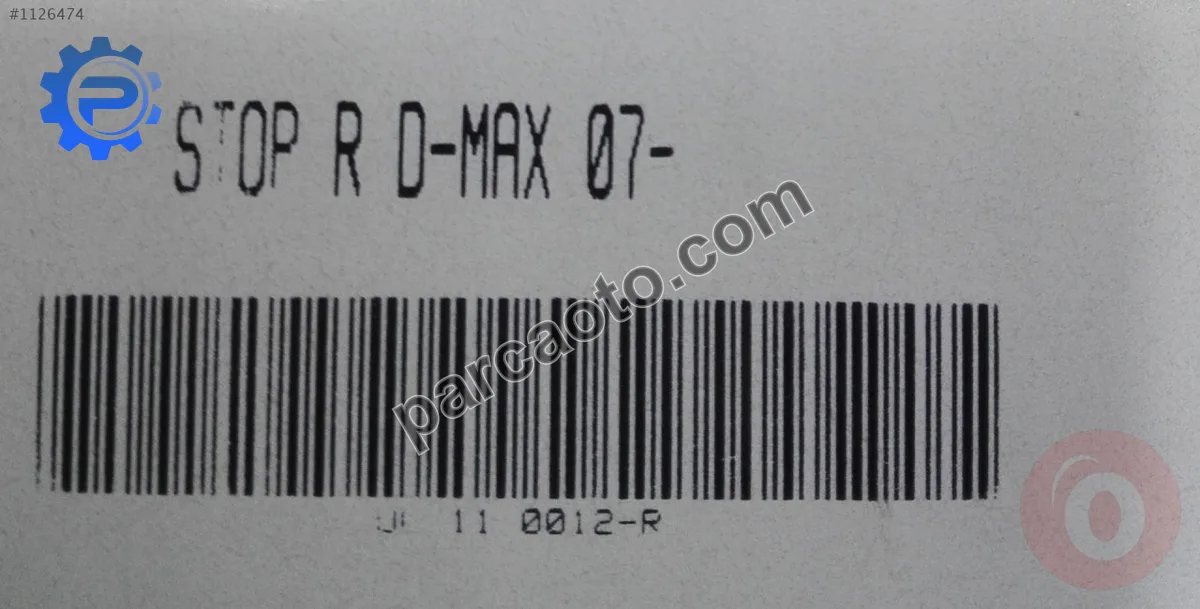 #1126474
STOP R D-MAX 07-
parcaoto.com
11 0012-R